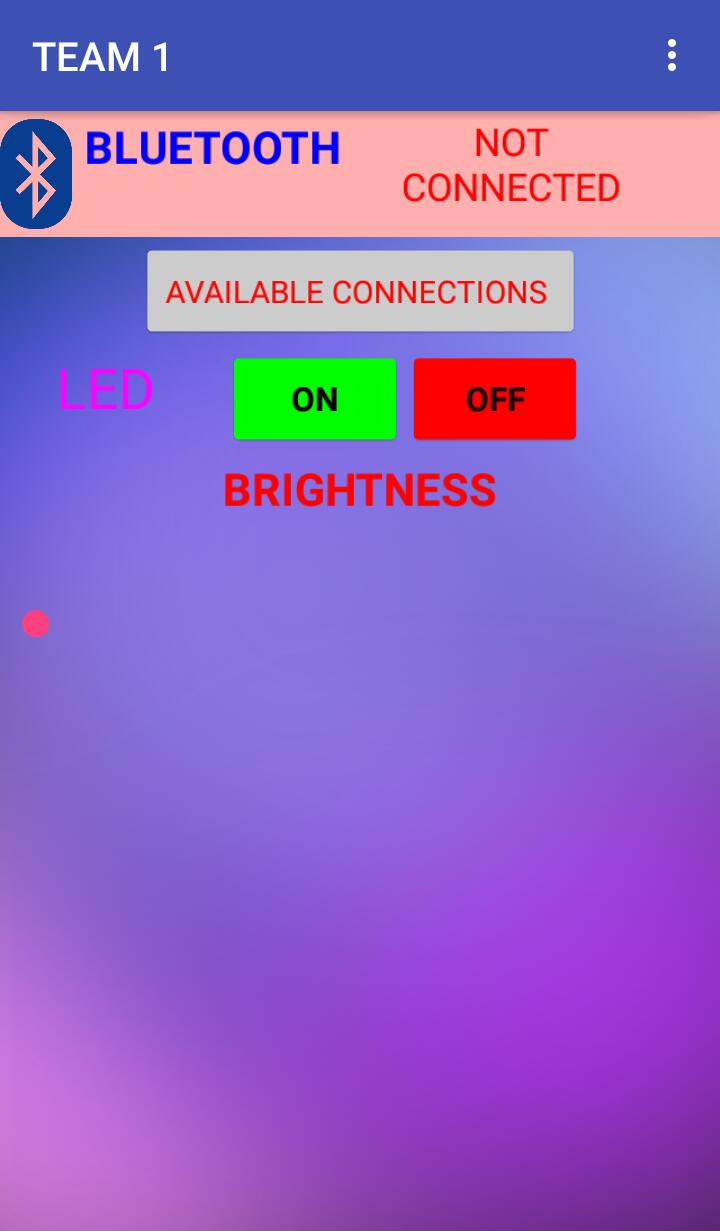 TEAM 1
BLUETOOTH
NOT
CONNECTED
AVAILABLE CONNECTIONS
LED
ON
OFF
BRIGHTNESS